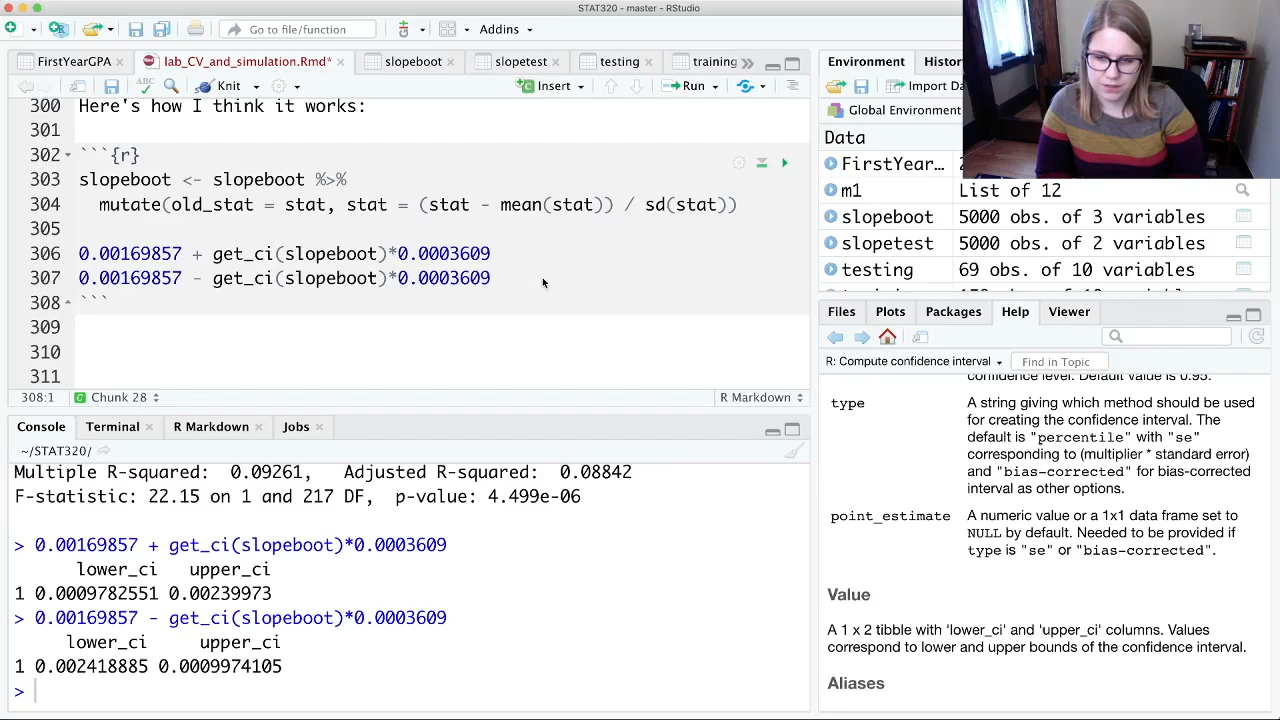 STAT320 - master - RStudio
Go to file/function
Addins
FirstYearGPA
lab_CV_and_simulation.Rmd*
slopeboot
slopetest
testing
training
Knit
Insert
Run
300 Here's how I think it works:
301
302 ```{r}
303 slopeboot <- slopeboot %>%
304 mutate(old_stat = stat, stat = (stat - mean(stat)) / sd(stat))
305
306 0.00169857 + get_ci(slopeboot)*0.0003609
307 0.00169857 - get_ci(slopeboot)*0.0003609
308 ```
309
310
311
308:1 Chunk 28 R Markdown
Console Terminal R Markdown Jobs
~/STAT320/
Multiple R-squared: 0.09261, Adjusted R-squared: 0.08842
F-statistic: 22.15 on 1 and 217 DF, p-value: 4.499e-06
> 0.00169857 + get_ci(slopeboot)*0.0003609
lower_ci upper_ci
1 0.0009782551 0.00239973
> 0.00169857 - get_ci(slopeboot)*0.0003609
lower_ci upper_ci
1 0.002418885 0.0009974105
>
Environment Histor
Import Da
Global Environment
Data
FirstYear…
m1 List of 12
slopeboot 5000 obs. of 3 variables
slopetest 5000 obs. of 2 variables
testing 69 obs. of 10 variables
Files Plots Packages Help Viewer
R: Compute confidence interval Find in Topic
confidence level. Default value is 0.95.
type A string giving which method should be used
for creating the confidence interval. The
default is "percentile" with "se"
corresponding to (multiplier * standard error)
and "bias-corrected" for bias-corrected
interval as other options.
point_estimate A numeric value or a 1x1 data frame set to
NULL by default. Needed to be provided if
type is "se" or "bias-corrected".
Value
A 1 x 2 tibble with 'lower_ci' and 'upper_ci' columns. Values
correspond to lower and upper bounds of the confidence interval.
Aliases